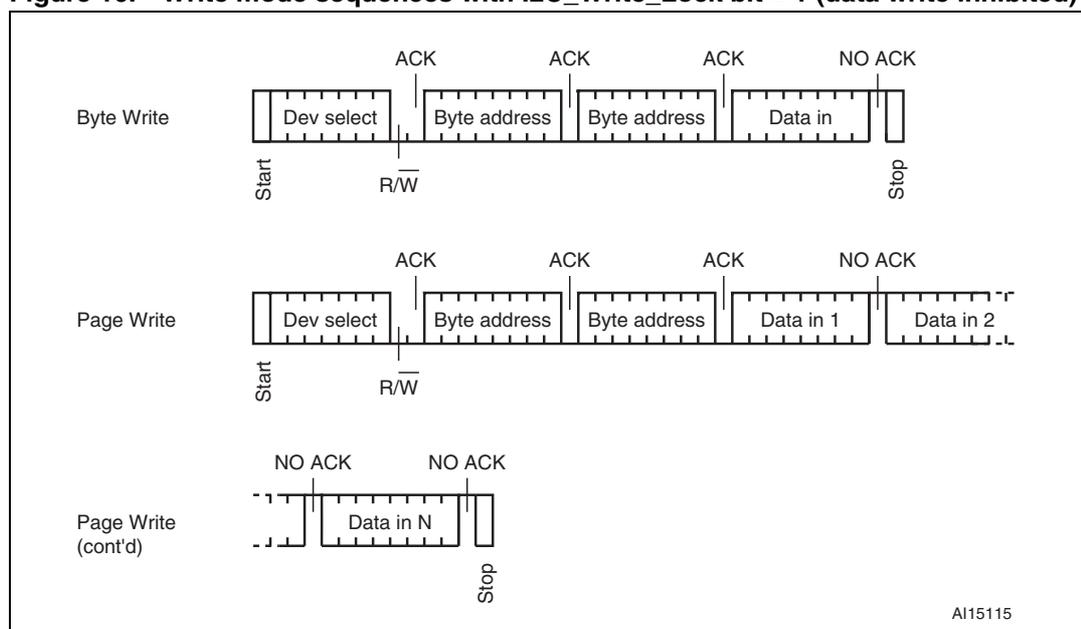 Write mode sequences with I2C_Write_Lock bit = 1 (data write inhibited)
ACK ACK ACK NO ACK
Byte Write Dev select Byte address Byte address Data in
Start R/W Stop
ACK ACK ACK NO ACK
Page Write Dev select Byte address Byte address Data in 1 Data in 2
Start R/W
NO ACK NO ACK
Page Write
(cont'd)
Data in N
Stop
AI15115